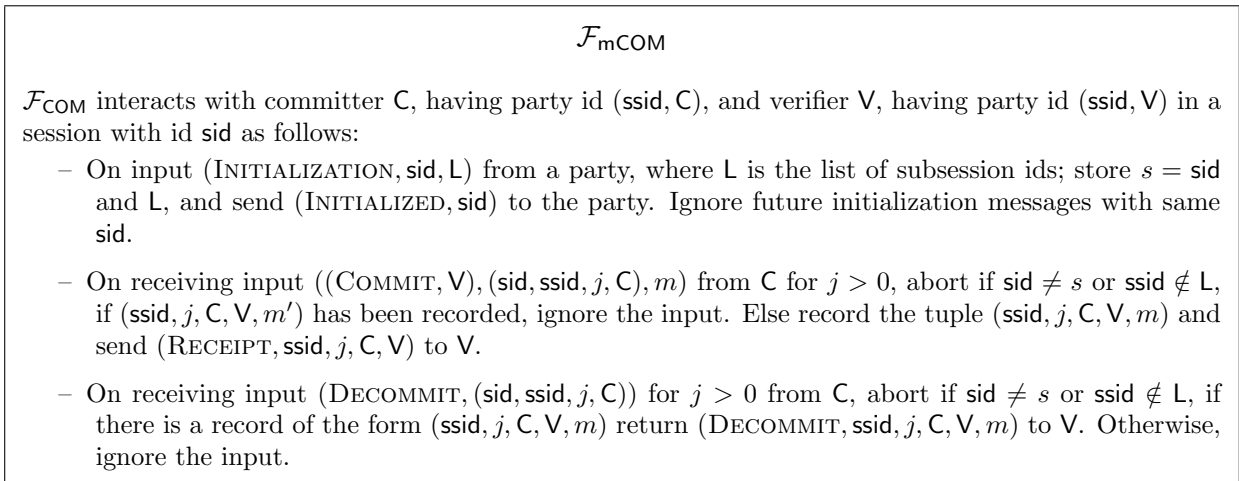 F_mCOM
F_COM interacts with committer C, having party id (ssid, C), and verifier V, having party id (ssid, V) in a
session with id sid as follows:
– On input (INITIALIZATION, sid, L) from a party, where L is the list of subsession ids; store s = sid
and L, and send (INITIALIZED, sid) to the party. Ignore future initialization messages with same
sid.
– On receiving input ((COMMIT, V), (sid, ssid, j, C), m) from C for j > 0, abort if sid ≠ s or ssid ∉ L,
if (ssid, j, C, V, m′) has been recorded, ignore the input. Else record the tuple (ssid, j, C, V, m) and
send (RECEIPT, ssid, j, C, V) to V.
– On receiving input (DECOMMIT, (sid, ssid, j, C)) for j > 0 from C, abort if sid ≠ s or ssid ∉ L, if
there is a record of the form (ssid, j, C, V, m) return (DECOMMIT, ssid, j, C, V, m) to V. Otherwise,
ignore the input.